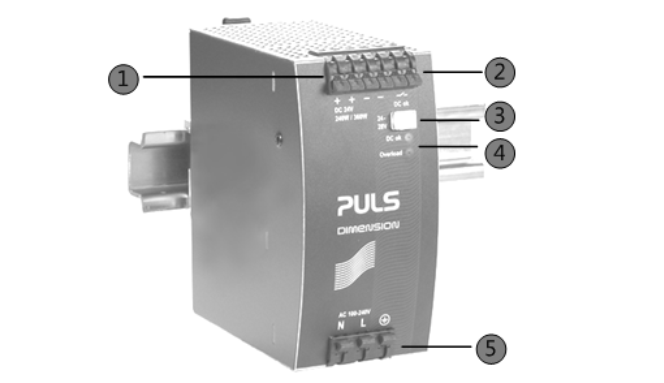 1
2
+ + − −
DC ok
DC 24V
240W / 360W
24-
28V
3
DC ok
4
Overload
PULS
DIMENSION
AC 100-240V
N L
5